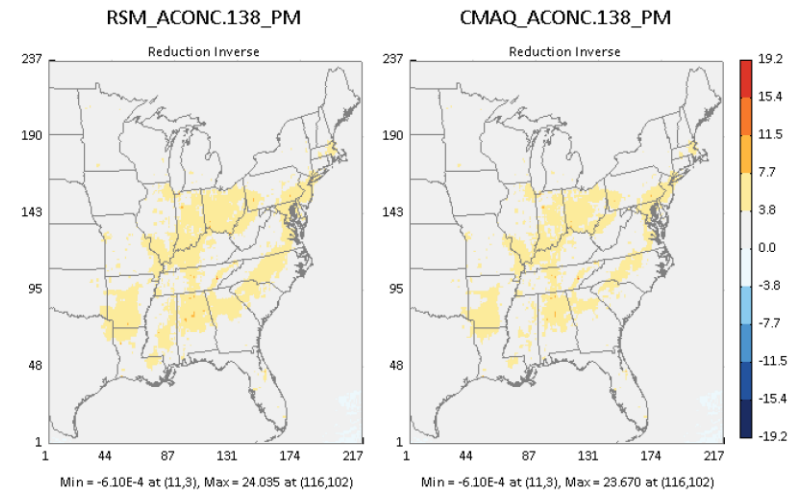 RSM_ACONC.138_PM
CMAQ_ACONC.138_PM
Reduction Inverse
Reduction Inverse
237
190
143
95
48
1
1 44 87 131 174 217
237
190
143
95
48
1
1 44 87 131 174 217
19.2
15.4
11.5
7.7
3.8
0.0
-3.8
-7.7
-11.5
-15.4
-19.2
Min = -6.10E-4 at (11,3), Max = 24.035 at (116,102)
Min = -6.10E-4 at (11,3), Max = 23.670 at (116,102)